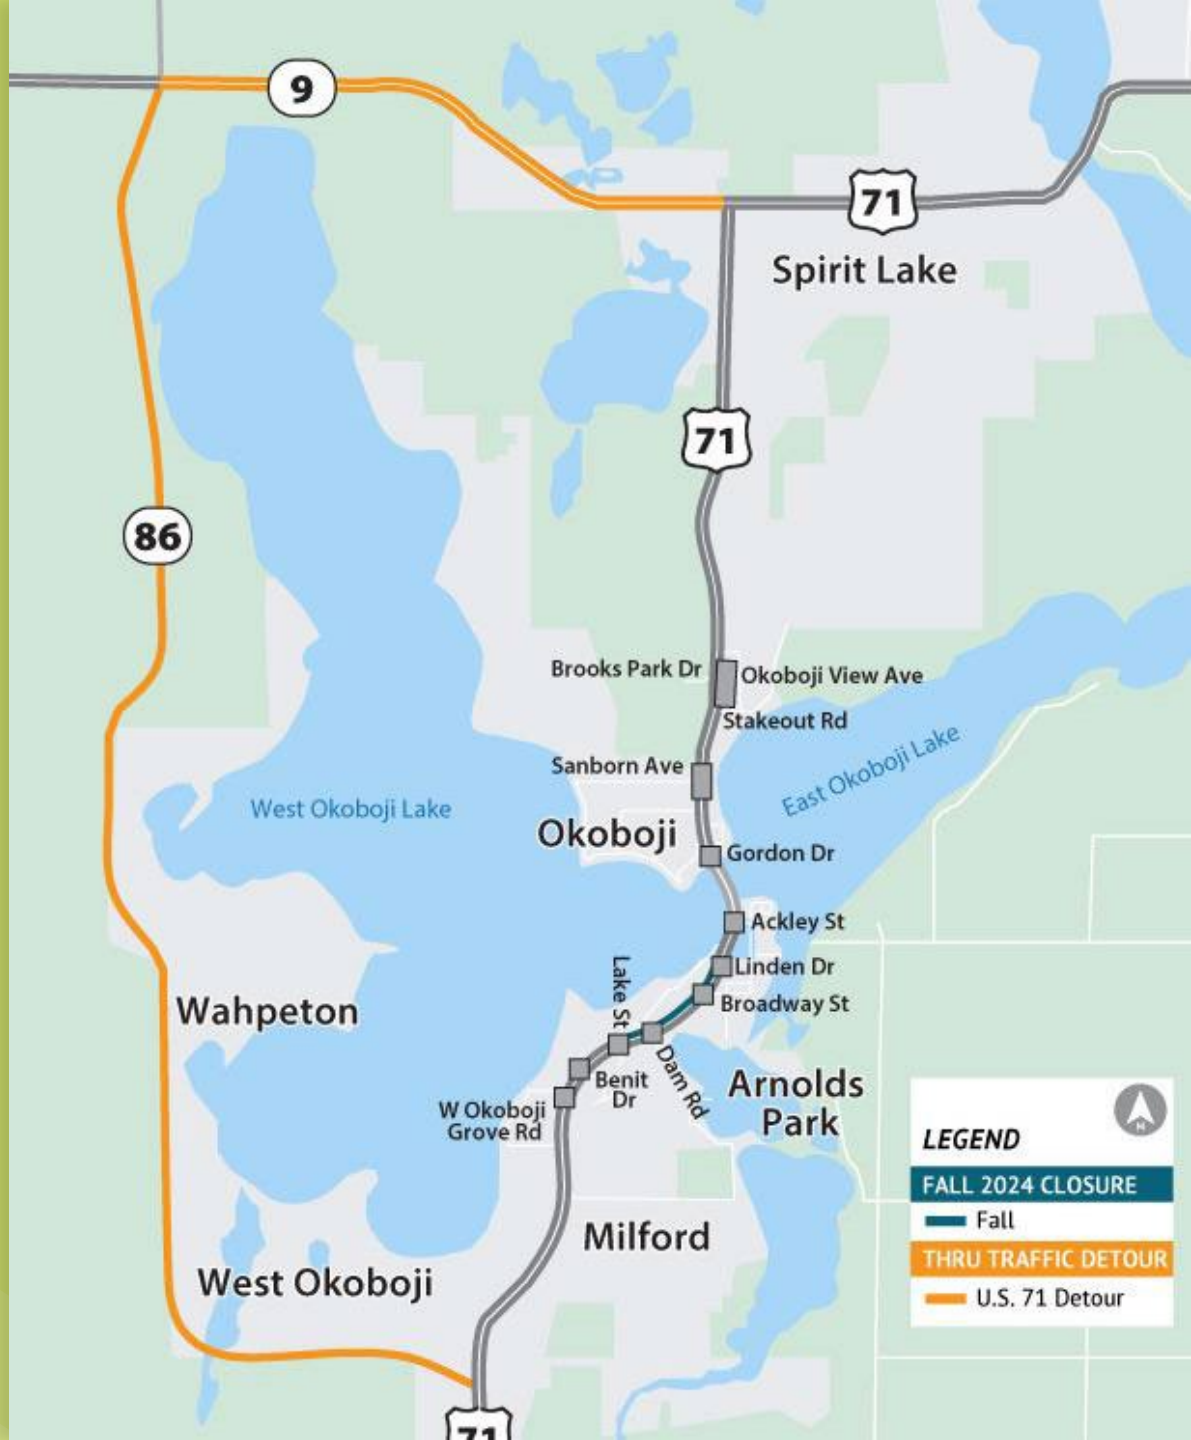 9
71
Spirit Lake
71
86
Brooks Park Dr
Okoboji View Ave
Stakeout Rd
Sanborn Ave
East Okoboji Lake
West Okoboji Lake
Okoboji
Gordon Dr
Ackley St
Lake St
Linden Dr
Wahpeton
Broadway St
Dam Rd
Benit
Dr
Arnolds
Park
W Okoboji
Grove Rd
Milford
West Okoboji
71
N
LEGEND
FALL 2024 CLOSURE
Fall
THRU TRAFFIC DETOUR
U.S. 71 Detour